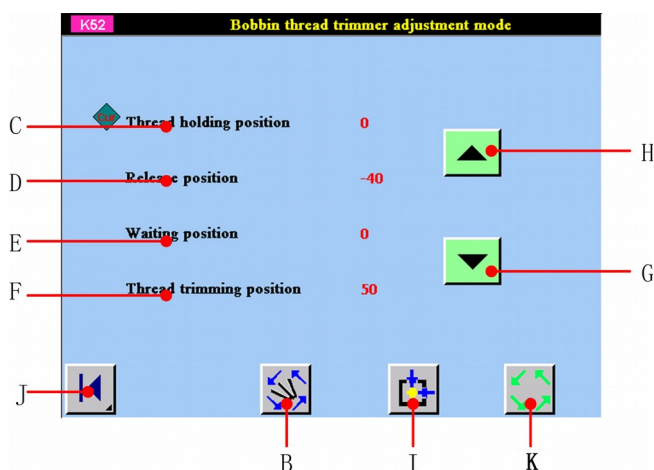 K52 Bobbin thread trimmer adjustment mode
C Cut Thread holding position 0
H
D Release position -40
E Waiting position 0
G
F Thread trimming position 50
J
B I K